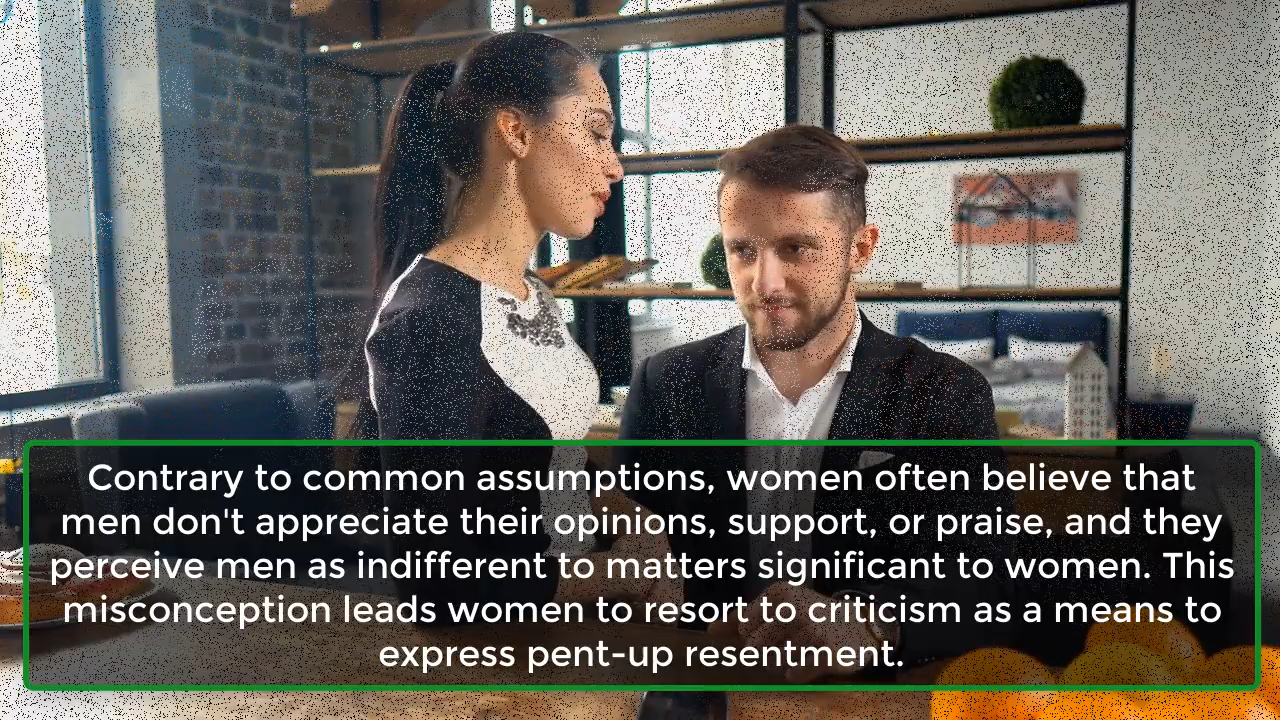 Contrary to common assumptions, women often believe that
men don't appreciate their opinions, support, or praise, and they
perceive men as indifferent to matters significant to women. This
misconception leads women to resort to criticism as a means to
express pent-up resentment.